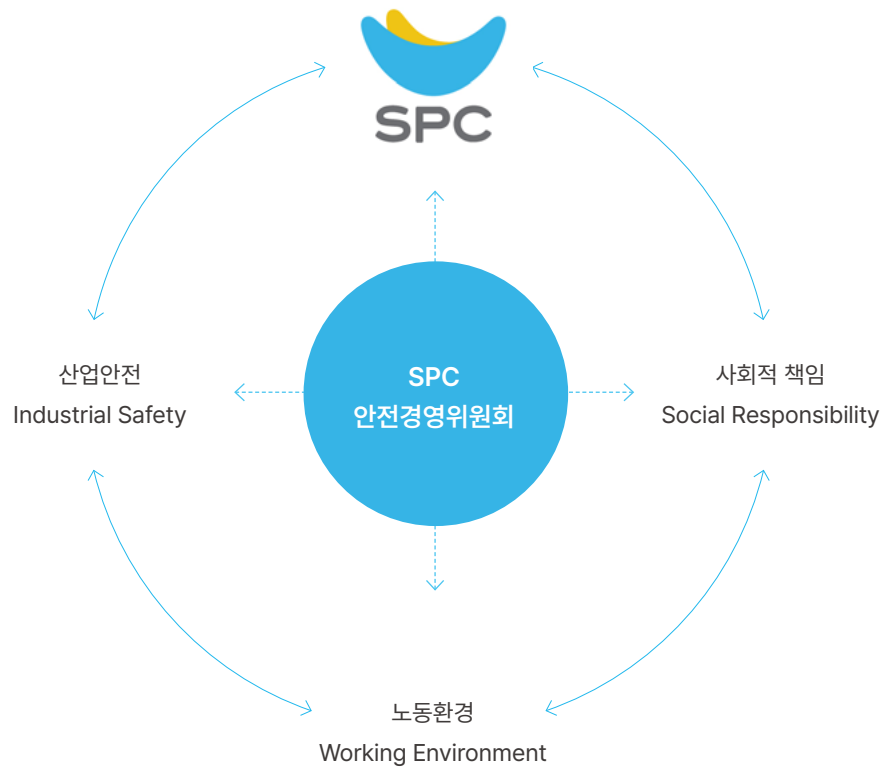 SPC
산업안전
Industrial Safety
SPC
안전경영위원회
사회적 책임
Social Responsibility
노동환경
Working Environment